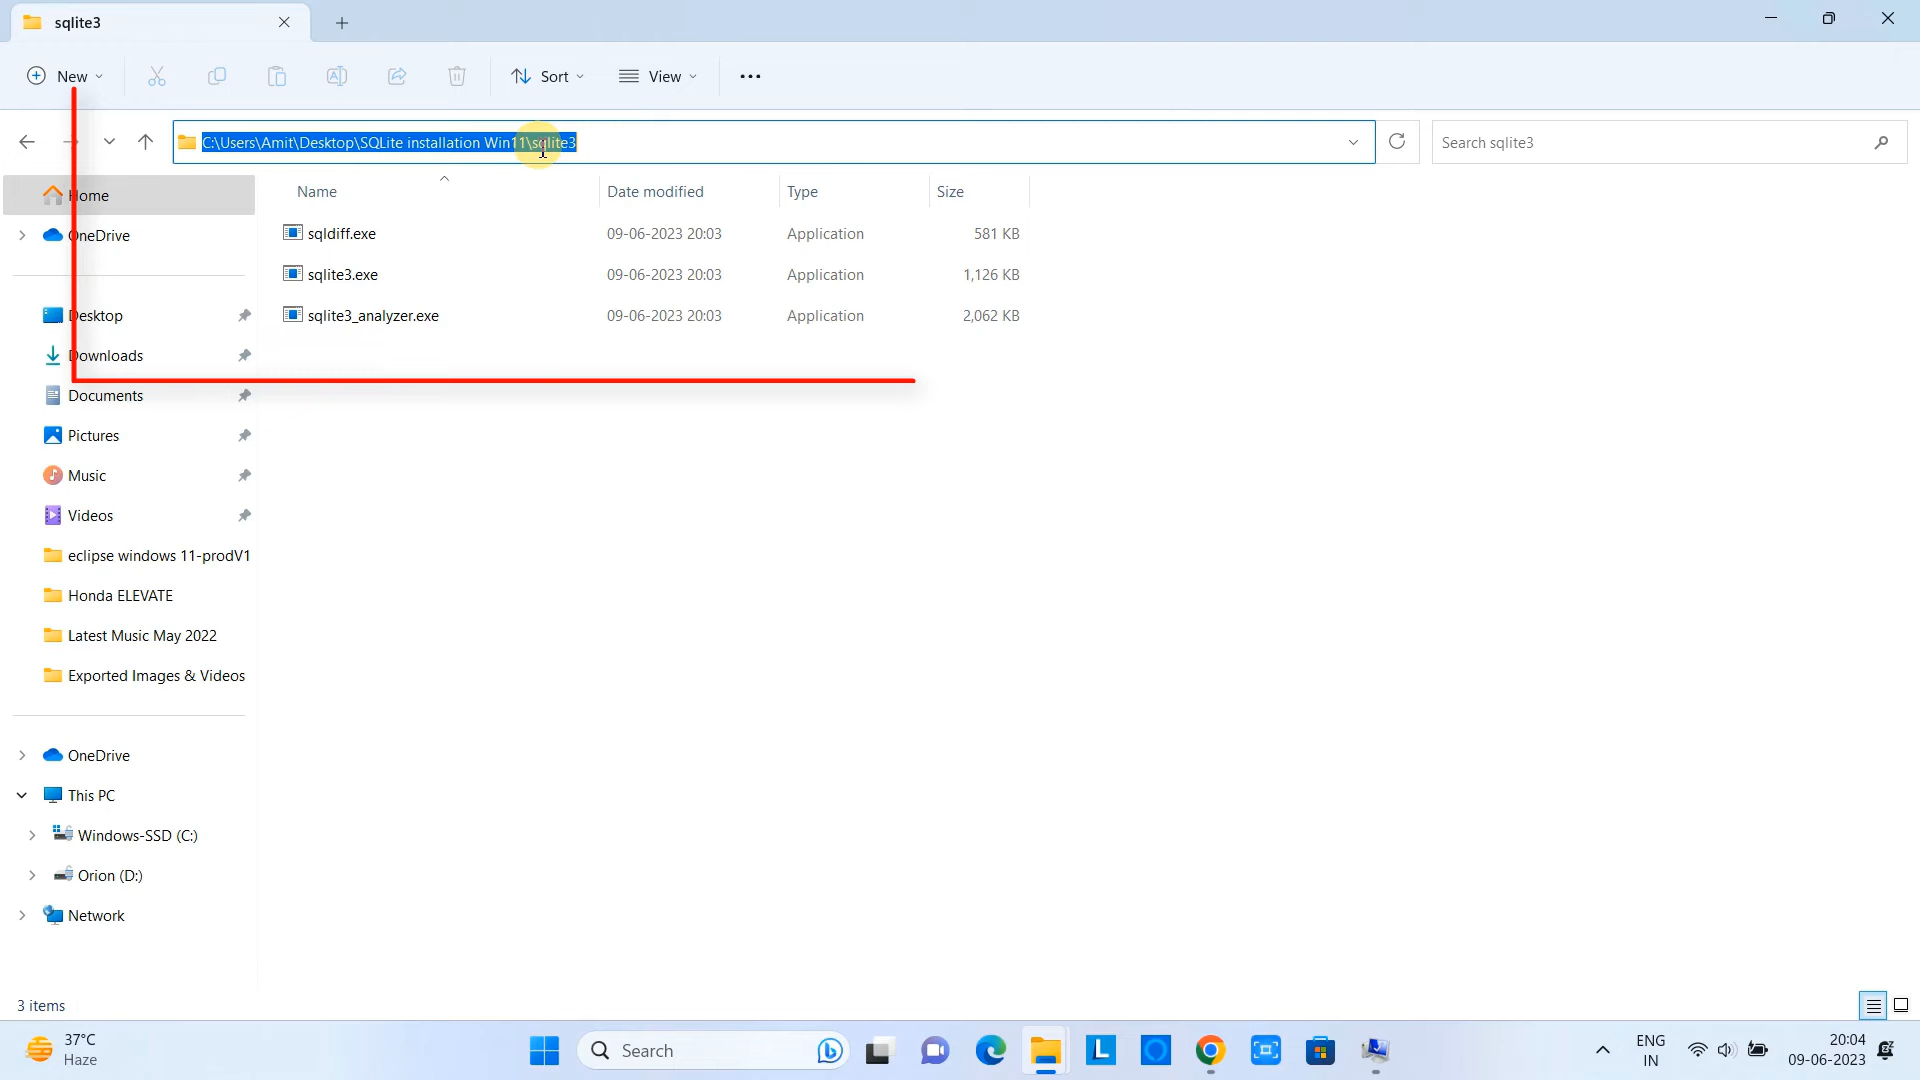 sqlite3
New
Sort
View
C:\Users\Amit\Desktop\SQLite installation Win11\sqlite3
Search sqlite3
Name Date modified Type Size
sqldiff.exe 09-06-2023 20:03 Application 581 KB
sqlite3.exe 09-06-2023 20:03 Application 1,126 KB
sqlite3_analyzer.exe 09-06-2023 20:03 Application 2,062 KB
Home
OneDrive
Desktop
Downloads
Documents
Pictures
Music
Videos
eclipse windows 11-prodV1
Honda ELEVATE
Latest Music May 2022
Exported Images & Videos
OneDrive
This PC
Windows-SSD (C:)
Orion (D:)
Network
3 items
37°C
Haze
Search
L
ENG
IN
20:04
09-06-2023